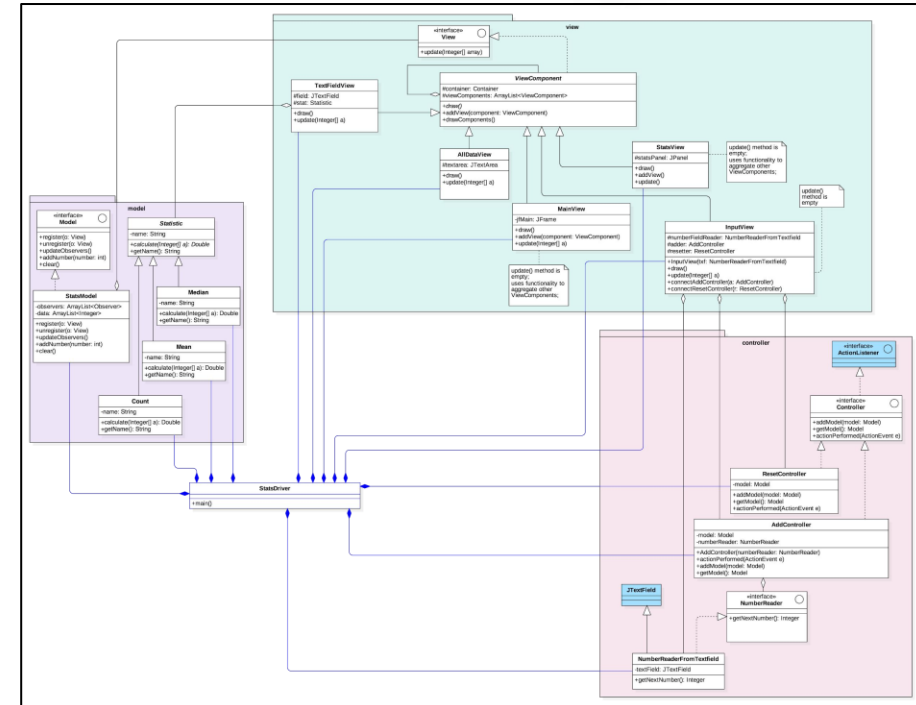 view
«interface»
View
+update(Integer[] array)
ViewComponent
#container: Container
#viewComponents: ArrayList<ViewComponent>
+draw()
+addView(component: ViewComponent)
+drawComponents()
TextFieldView
#field: JTextField
#stat: Statistic
+draw()
+update(Integer[] a)
AllDataView
#textarea: JTextArea
+draw()
+update(Integer[] a)
StatsView
#statsPanel: JPanel
+draw()
+addView()
+update()
update() method is
empty;
uses functionality to
aggregate other
ViewComponents;
update()
method is
empty
MainView
-jfMain: JFrame
+draw()
+addView(component: ViewComponent)
+update(Integer[] a)
update() method is
empty;
uses functionality to
aggregate other
ViewComponents;
InputView
#numberFieldReader: NumberReaderFromTextfield
#adder: AddController
#resetter: ResetController
+InputView(txf: NumberReaderFromTextfield)
+draw()
+update(Integer[] a)
+connectAddController(a: AddController)
+connectResetController(r: ResetController)
model
«interface»
Model
+register(o: View)
+unregister(o: View)
+updateObservers()
+addNumber(number: int)
+clear()
Statistic
-name: String
+calculate(Integer[] a): Double
+getName(): String
StatsModel
-observers: ArrayList<Observer>
-data: ArrayList<Integer>
+register(o: View)
+unregister(o: View)
+updateObservers()
+addNumber(number: int)
+clear()
Median
-name: String
+calculate(Integer[] a): Double
+getName(): String
Mean
-name: String
+calculate(Integer[] a): Double
+getName(): String
Count
-name: String
+calculate(Integer[] a): Double
+getName(): String
StatsDriver
+main()
controller
«interface»
ActionListener
«interface»
Controller
+addModel(model: Model)
+getModel(): Model
+actionPerformed(ActionEvent e)
ResetController
-model: Model
+addModel(model: Model)
+getModel(): Model
+actionPerformed(ActionEvent e)
AddController
-model: Model
-numberReader: NumberReader
+AddController(numberReader: NumberReader)
+actionPerformed(ActionEvent e)
+addModel(model: Model)
+getModel(): Model
JTextField
«interface»
NumberReader
+getNextNumber(): Integer
NumberReaderFromTextfield
-textField: JTextField
+getNextNumber(): Integer